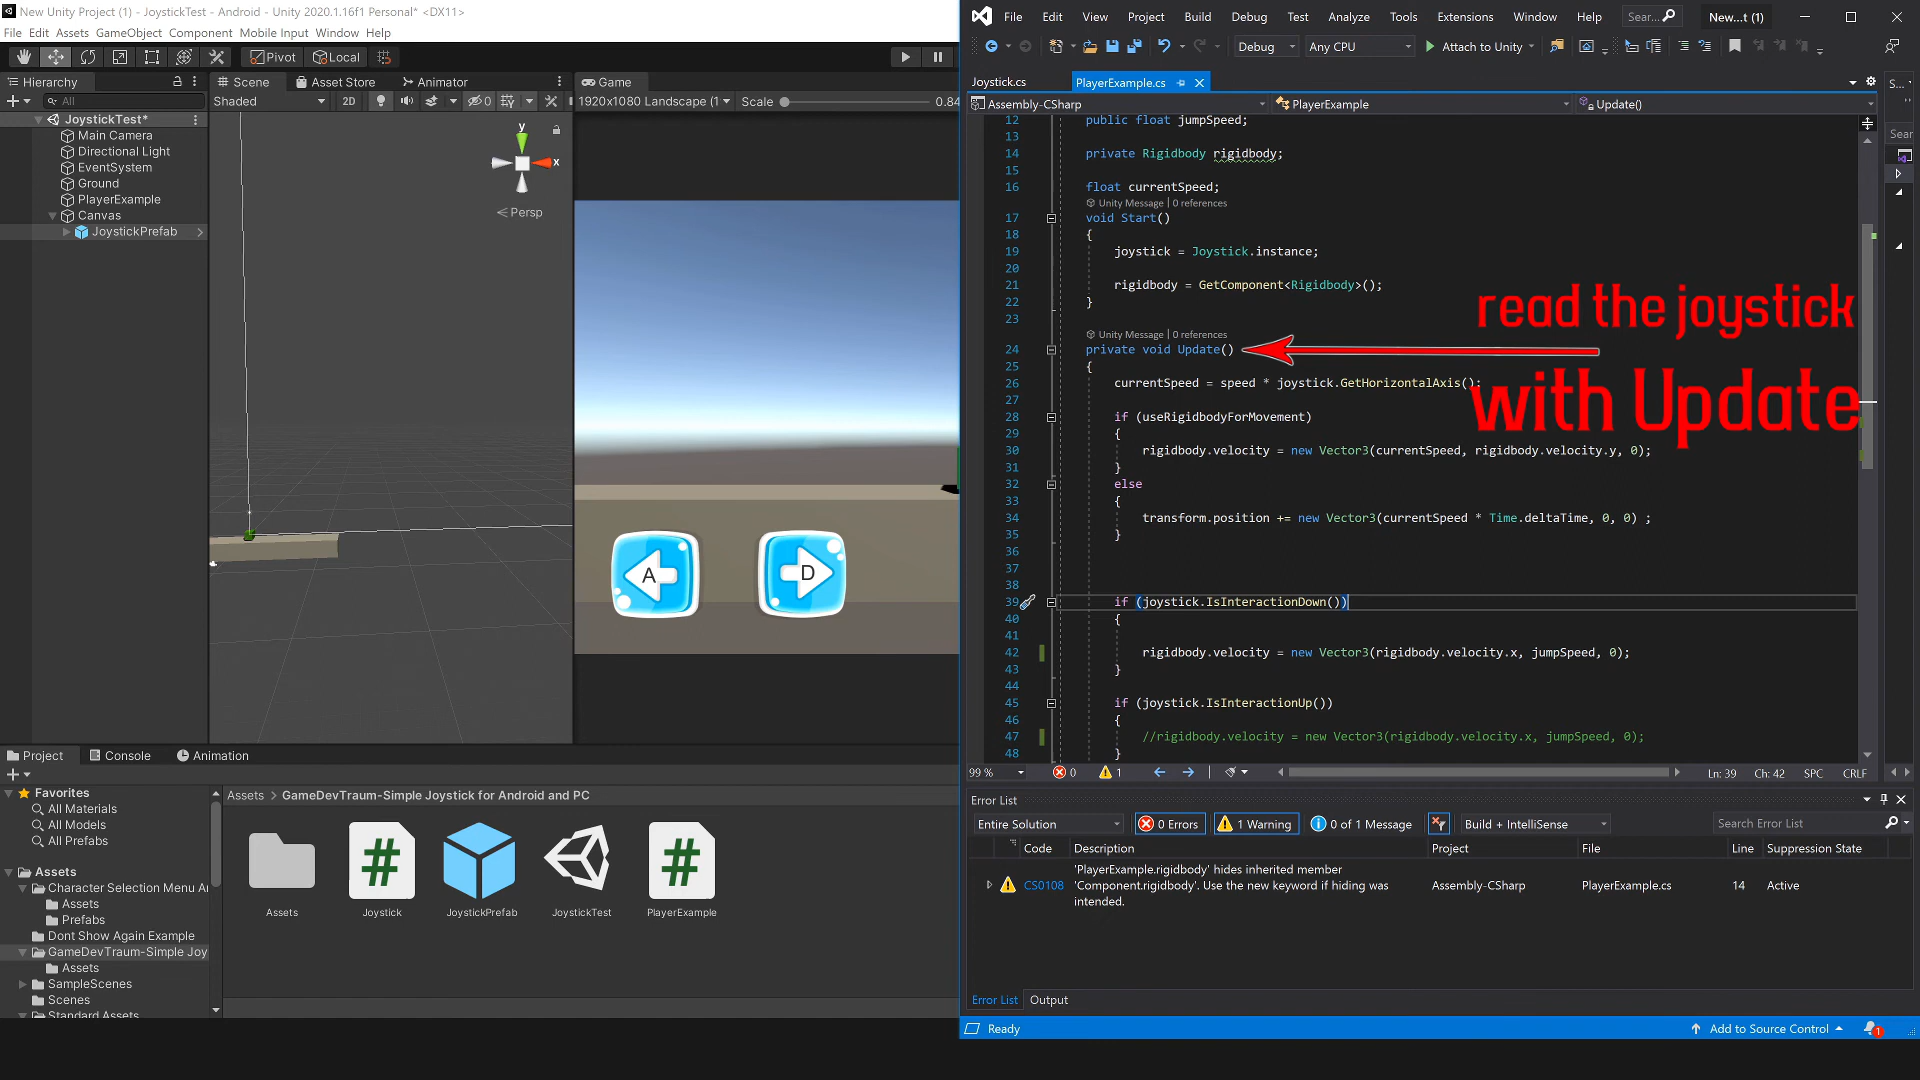 New Unity Project (1) - JoystickTest - Android - Unity 2020.1.16f1 Personal* <DX11>
File Edit Assets GameObject Component Mobile Input Window Help
Pivot Local
Hierarchy
All
JoystickTest*
Main Camera
Directional Light
EventSystem
Ground
PlayerExample
Canvas
JoystickPrefab
Scene Asset Store Animator
Shaded 2D 0
y
x
Persp
Game
1920x1080 Landscape (1 Scale 0.84
A D
Project Console Animation
Favorites
All Materials
All Models
All Prefabs
Assets
Character Selection Menu Ar
Assets
Prefabs
Dont Show Again Example
GameDevTraum-Simple Joy
Assets
SampleScenes
Scenes
Standard Assets
Assets > GameDevTraum-Simple Joystick for Android and PC
Assets Joystick JoystickPrefab JoystickTest PlayerExample
File Edit View Project Build Debug Test Analyze Tools Extensions Window Help Sear... New...t (1)
Debug Any CPU Attach to Unity
Joystick.cs PlayerExample.cs
S...
Assembly-CSharp PlayerExample Update()
Sear
12 public float jumpSpeed;
13
14 private Rigidbody rigidbody;
15
16 float currentSpeed;
Unity Message | 0 references
17 void Start()
18 {
19 joystick = Joystick.instance;
20
21 rigidbody = GetComponent<Rigidbody>();
22 }
23
Unity Message | 0 references
24 private void Update()
25 {
26 currentSpeed = speed * joystick.GetHorizontalAxis();
27
28 if (useRigidbodyForMovement)
29 {
30 rigidbody.velocity = new Vector3(currentSpeed, rigidbody.velocity.y, 0);
31 }
32 else
33 {
34 transform.position += new Vector3(currentSpeed * Time.deltaTime, 0, 0) ;
35 }
36
37
38
39 if (joystick.IsInteractionDown())
40 {
41
42 rigidbody.velocity = new Vector3(rigidbody.velocity.x, jumpSpeed, 0);
43 }
44
45 if (joystick.IsInteractionUp())
46 {
47 //rigidbody.velocity = new Vector3(rigidbody.velocity.x, jumpSpeed, 0);
48 }
read the joystick
with Update
99 % 0 1 Ln: 39 Ch: 42 SPC CRLF
Error List
Entire Solution 0 Errors 1 Warning 0 of 1 Message Build + IntelliSense Search Error List
Code Description Project File Line Suppression State
CS0108 'PlayerExample.rigidbody' hides inherited member
'Component.rigidbody'. Use the new keyword if hiding was
intended.
Assembly-CSharp PlayerExample.cs 14 Active
Error List Output
Ready Add to Source Control 1